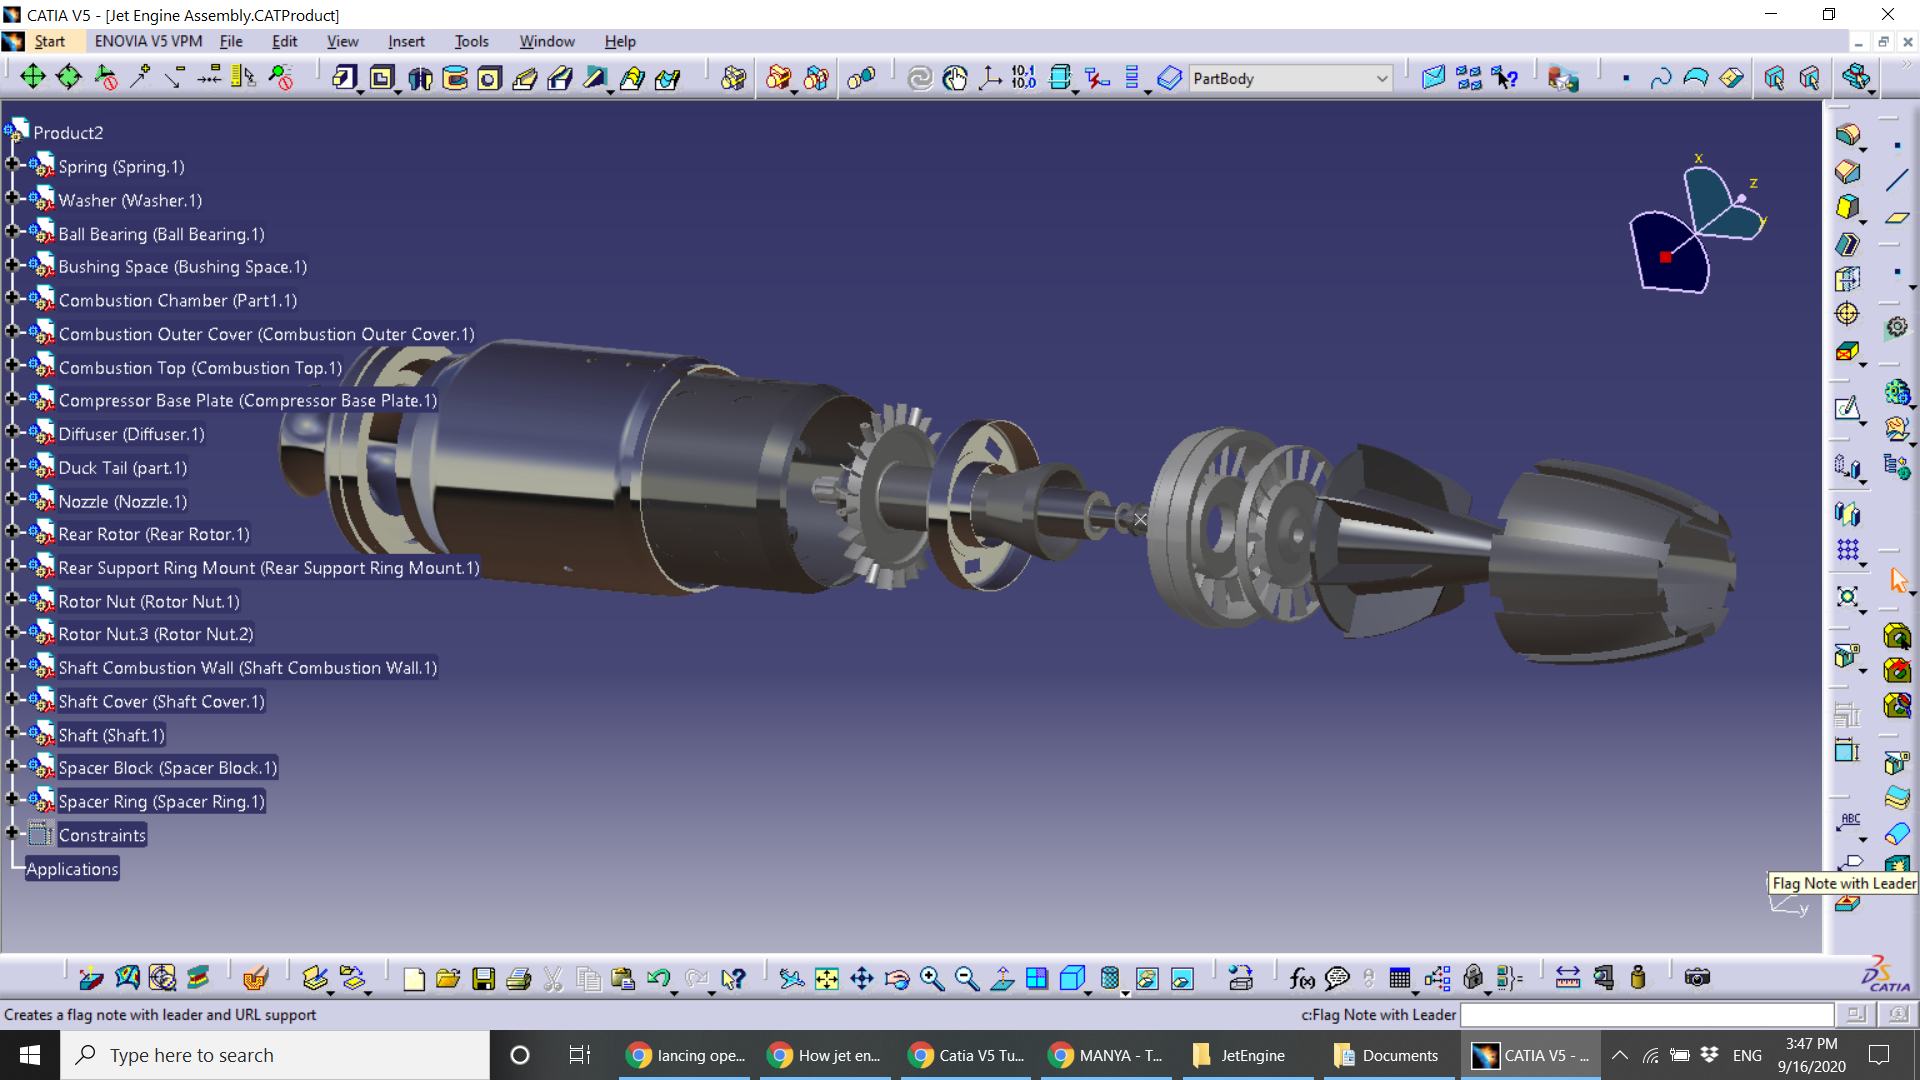 CATIA V5 - [Jet Engine Assembly.CATProduct]
Start ENOVIA V5 VPM File Edit View Insert Tools Window Help
10,1
10,0
PartBody
Product2
Spring (Spring.1)
Washer (Washer.1)
Ball Bearing (Ball Bearing.1)
Bushing Space (Bushing Space.1)
Combustion Chamber (Part1.1)
Combustion Outer Cover (Combustion Outer Cover.1)
Combustion Top (Combustion Top.1)
Compressor Base Plate (Compressor Base Plate.1)
Diffuser (Diffuser.1)
Duck Tail (part.1)
Nozzle (Nozzle.1)
Rear Rotor (Rear Rotor.1)
Rear Support Ring Mount (Rear Support Ring Mount.1)
Rotor Nut (Rotor Nut.1)
Rotor Nut.3 (Rotor Nut.2)
Shaft Combustion Wall (Shaft Combustion Wall.1)
Shaft Cover (Shaft Cover.1)
Shaft (Shaft.1)
Spacer Block (Spacer Block.1)
Spacer Ring (Spacer Ring.1)
Constraints
Applications
x
z
y
ABC
Flag Note with Leader
y
f(x)
CATIA
Creates a flag note with leader and URL support
c:Flag Note with Leader
Type here to search
lancing ope...
How jet en...
Catia V5 Tu...
MANYA - T...
JetEngine
Documents
CATIA V5 - ...
ENG
3:47 PM
9/16/2020